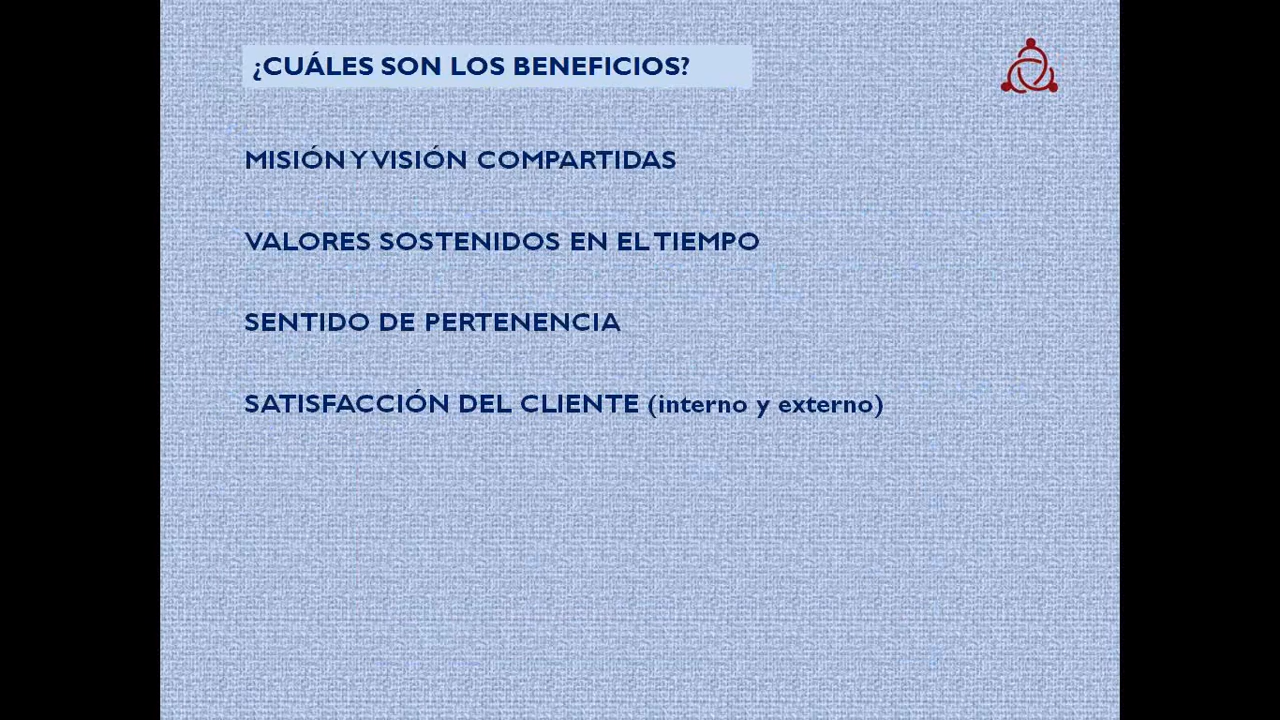 ¿CUÁLES SON LOS BENEFICIOS?
MISIÓN Y VISIÓN COMPARTIDAS
VALORES SOSTENIDOS EN EL TIEMPO
SENTIDO DE PERTENENCIA
SATISFACCIÓN DEL CLIENTE (interno y externo)